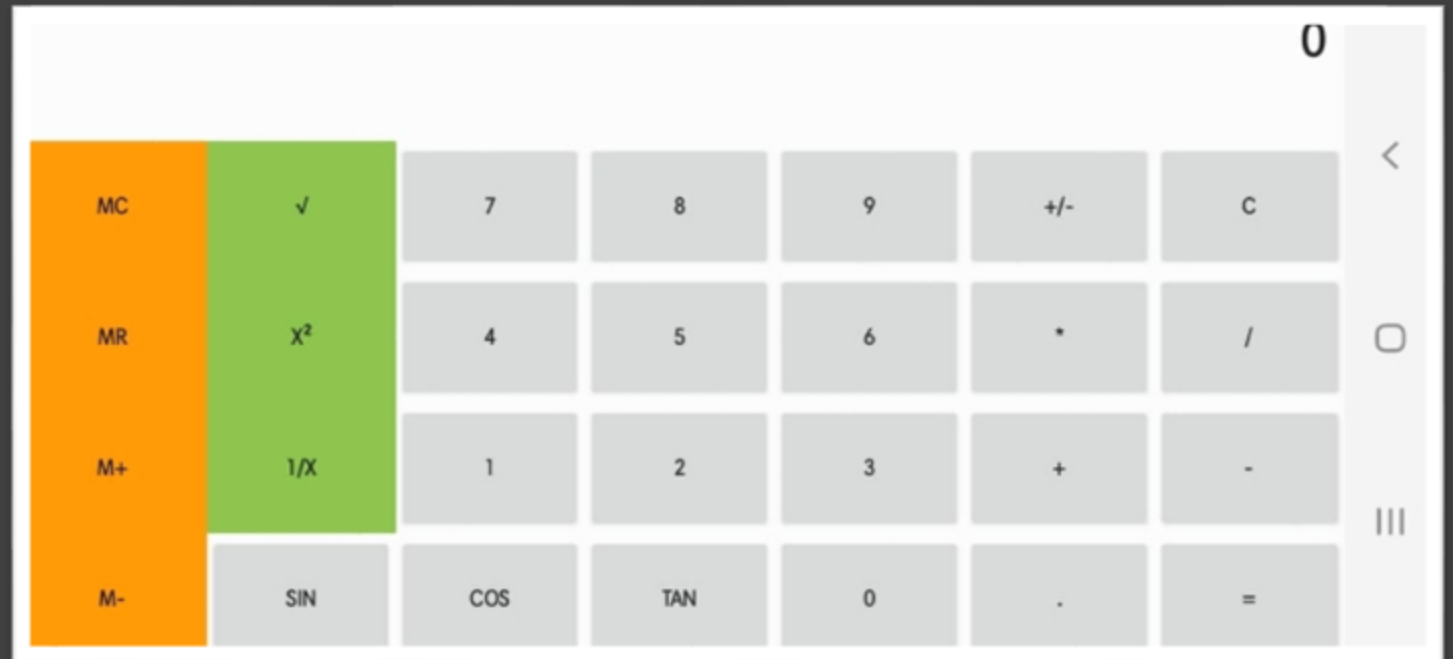 0
MC √ 7 8 9 +/- C
MR X² 4 5 6 * /
M+ 1/X 1 2 3 + -
M- SIN COS TAN 0 . =